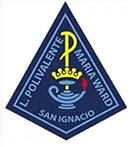 L. POLIVALENTE
MARIA WARD
SAN IGNACIO